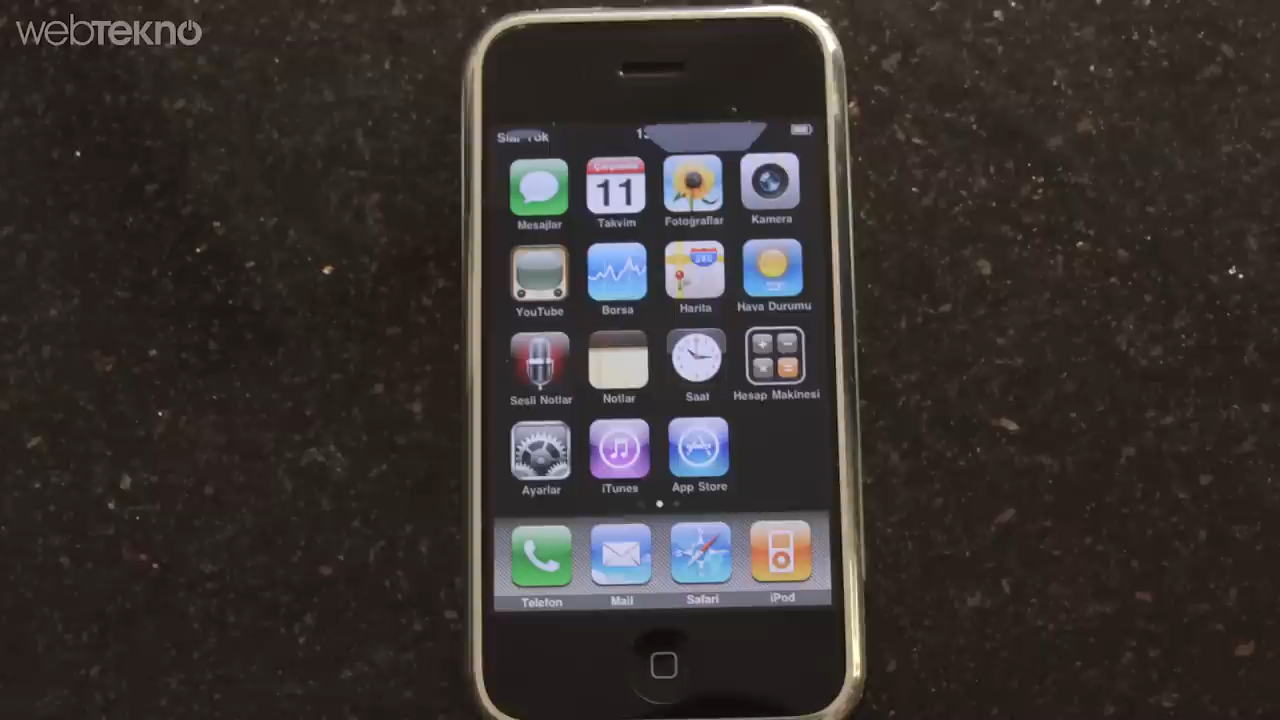 webTEKNO
Mesajlar Takvim Fotoğraflar Kamera
Çarşamba
11
YouTube Borsa Harita Hava Durumu
Sesli Notlar Notlar Saat Hesap Makinesi
Ayarlar iTunes App Store
Telefon Mail Safari iPod